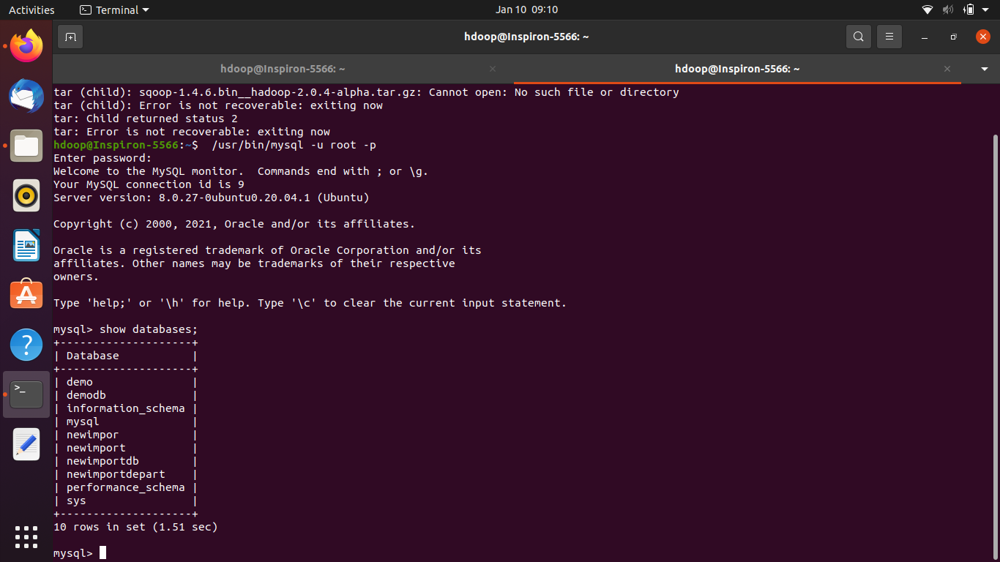 Activities
Terminal
Jan 10 09:10
hdoop@Inspiron-5566: ~
hdoop@Inspiron-5566: ~
hdoop@Inspiron-5566: ~
tar (child): sqoop-1.4.6.bin__hadoop-2.0.4-alpha.tar.gz: Cannot open: No such file or directory
tar (child): Error is not recoverable: exiting now
tar: Child returned status 2
tar: Error is not recoverable: exiting now
hdoop@Inspiron-5566:~$  /usr/bin/mysql -u root -p
Enter password:
Welcome to the MySQL monitor.  Commands end with ; or \g.
Your MySQL connection id is 9
Server version: 8.0.27-0ubuntu0.20.04.1 (Ubuntu)
Copyright (c) 2000, 2021, Oracle and/or its affiliates.
Oracle is a registered trademark of Oracle Corporation and/or its
affiliates. Other names may be trademarks of their respective
owners.
Type 'help;' or '\h' for help. Type '\c' to clear the current input statement.
mysql> show databases;
+--------------------+
| Database           |
+--------------------+
| demo               |
| demodb             |
| information_schema |
| mysql              |
| newimpor           |
| newimport          |
| newimportdb        |
| newimportdepart    |
| performance_schema |
| sys                |
+--------------------+
10 rows in set (1.51 sec)
mysql>